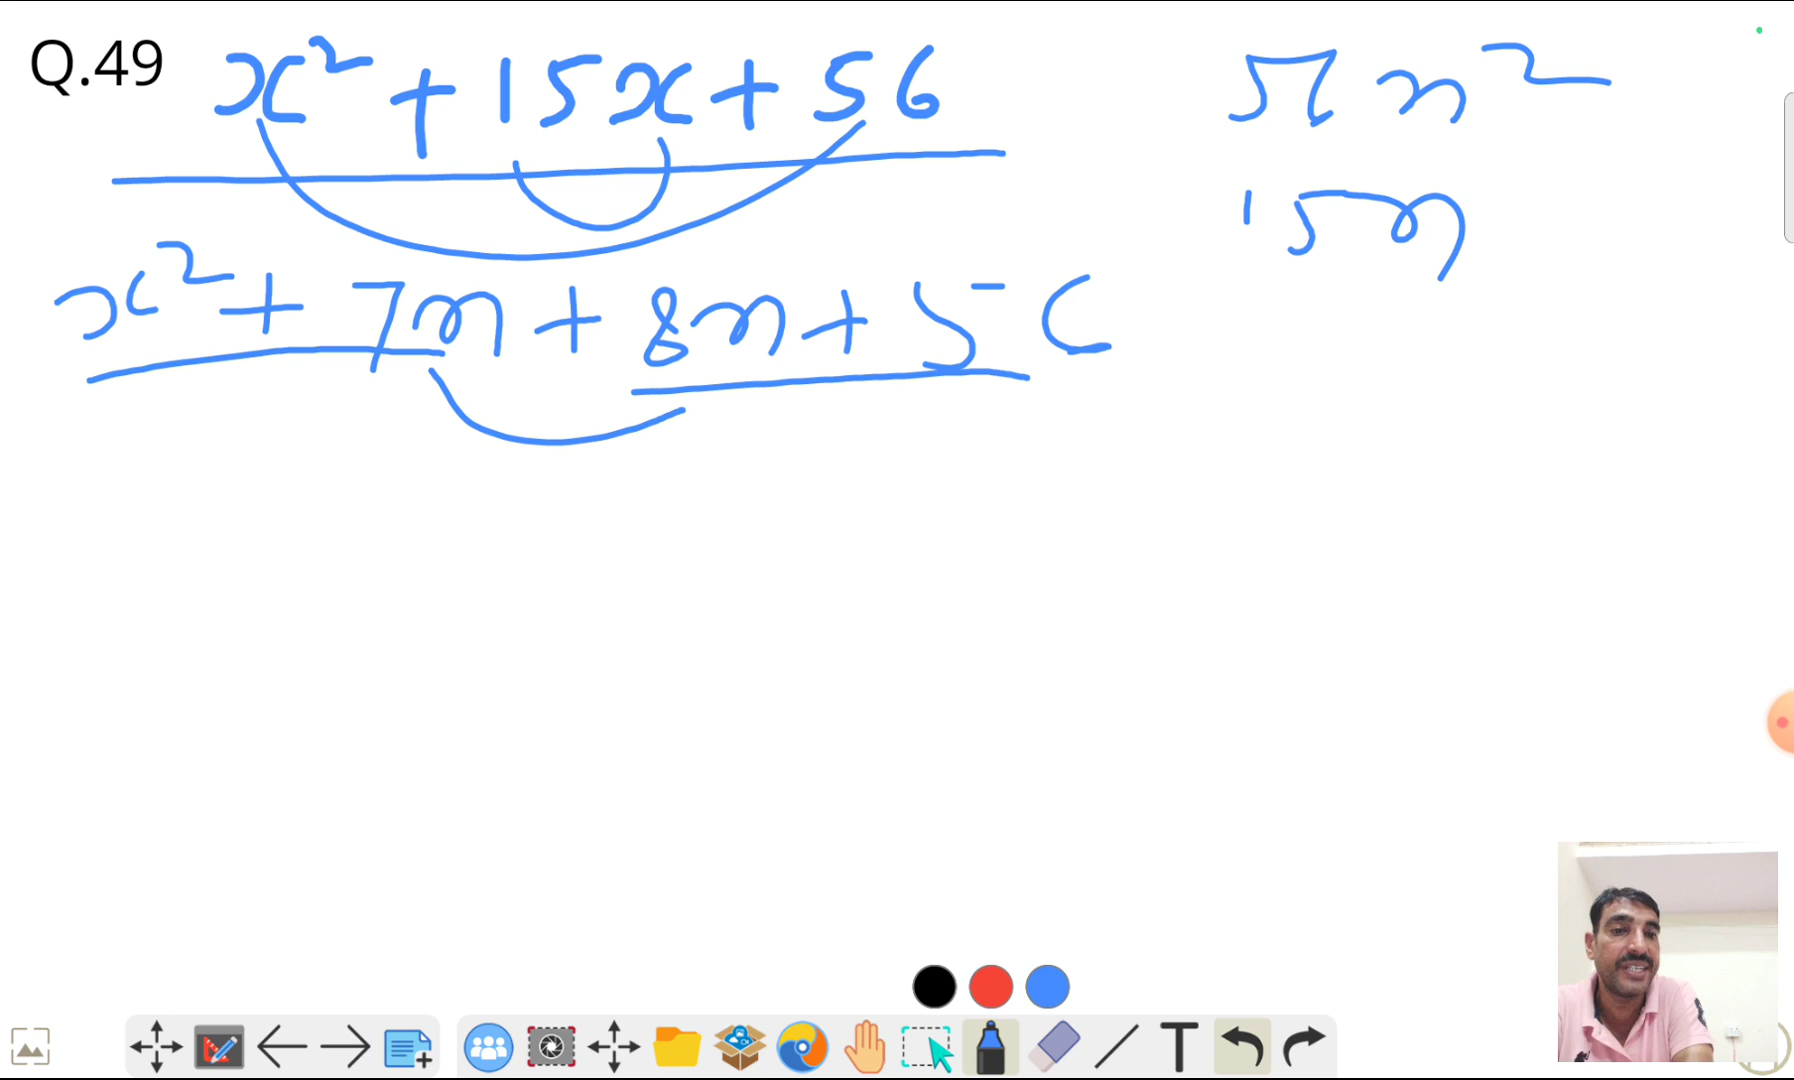 Q.49 x² + 15x + 56
56x²
15x
x² + 7x + 8x + 56